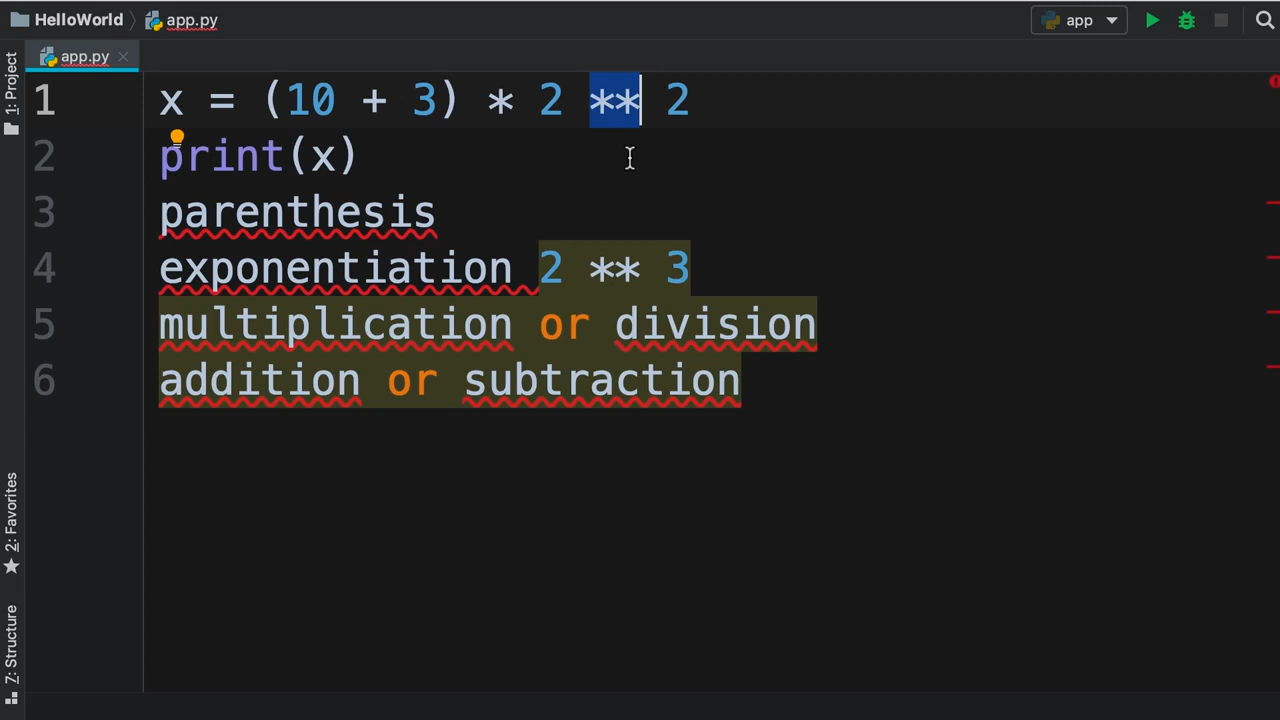 HelloWorld
app.py
app
app.py
1: Project
2: Favorites
Z: Structure
1 x = (10 + 3) * 2 ** 2
2 print(x)
3 parenthesis
4 exponentiation 2 ** 3
5 multiplication or division
6 addition or subtraction